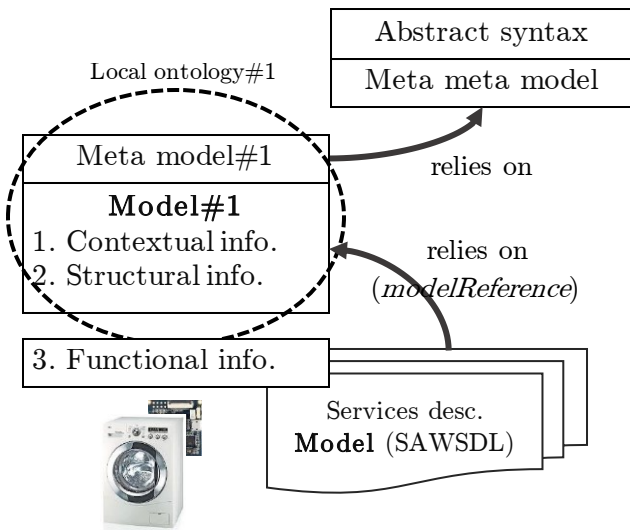 Abstract syntax
Meta meta model
Local ontology#1
Meta model#1
relies on
Model#1
1. Contextual info.
2. Structural info.
relies on
(modelReference)
3. Functional info.
Services desc.
Model (SAWSDL)